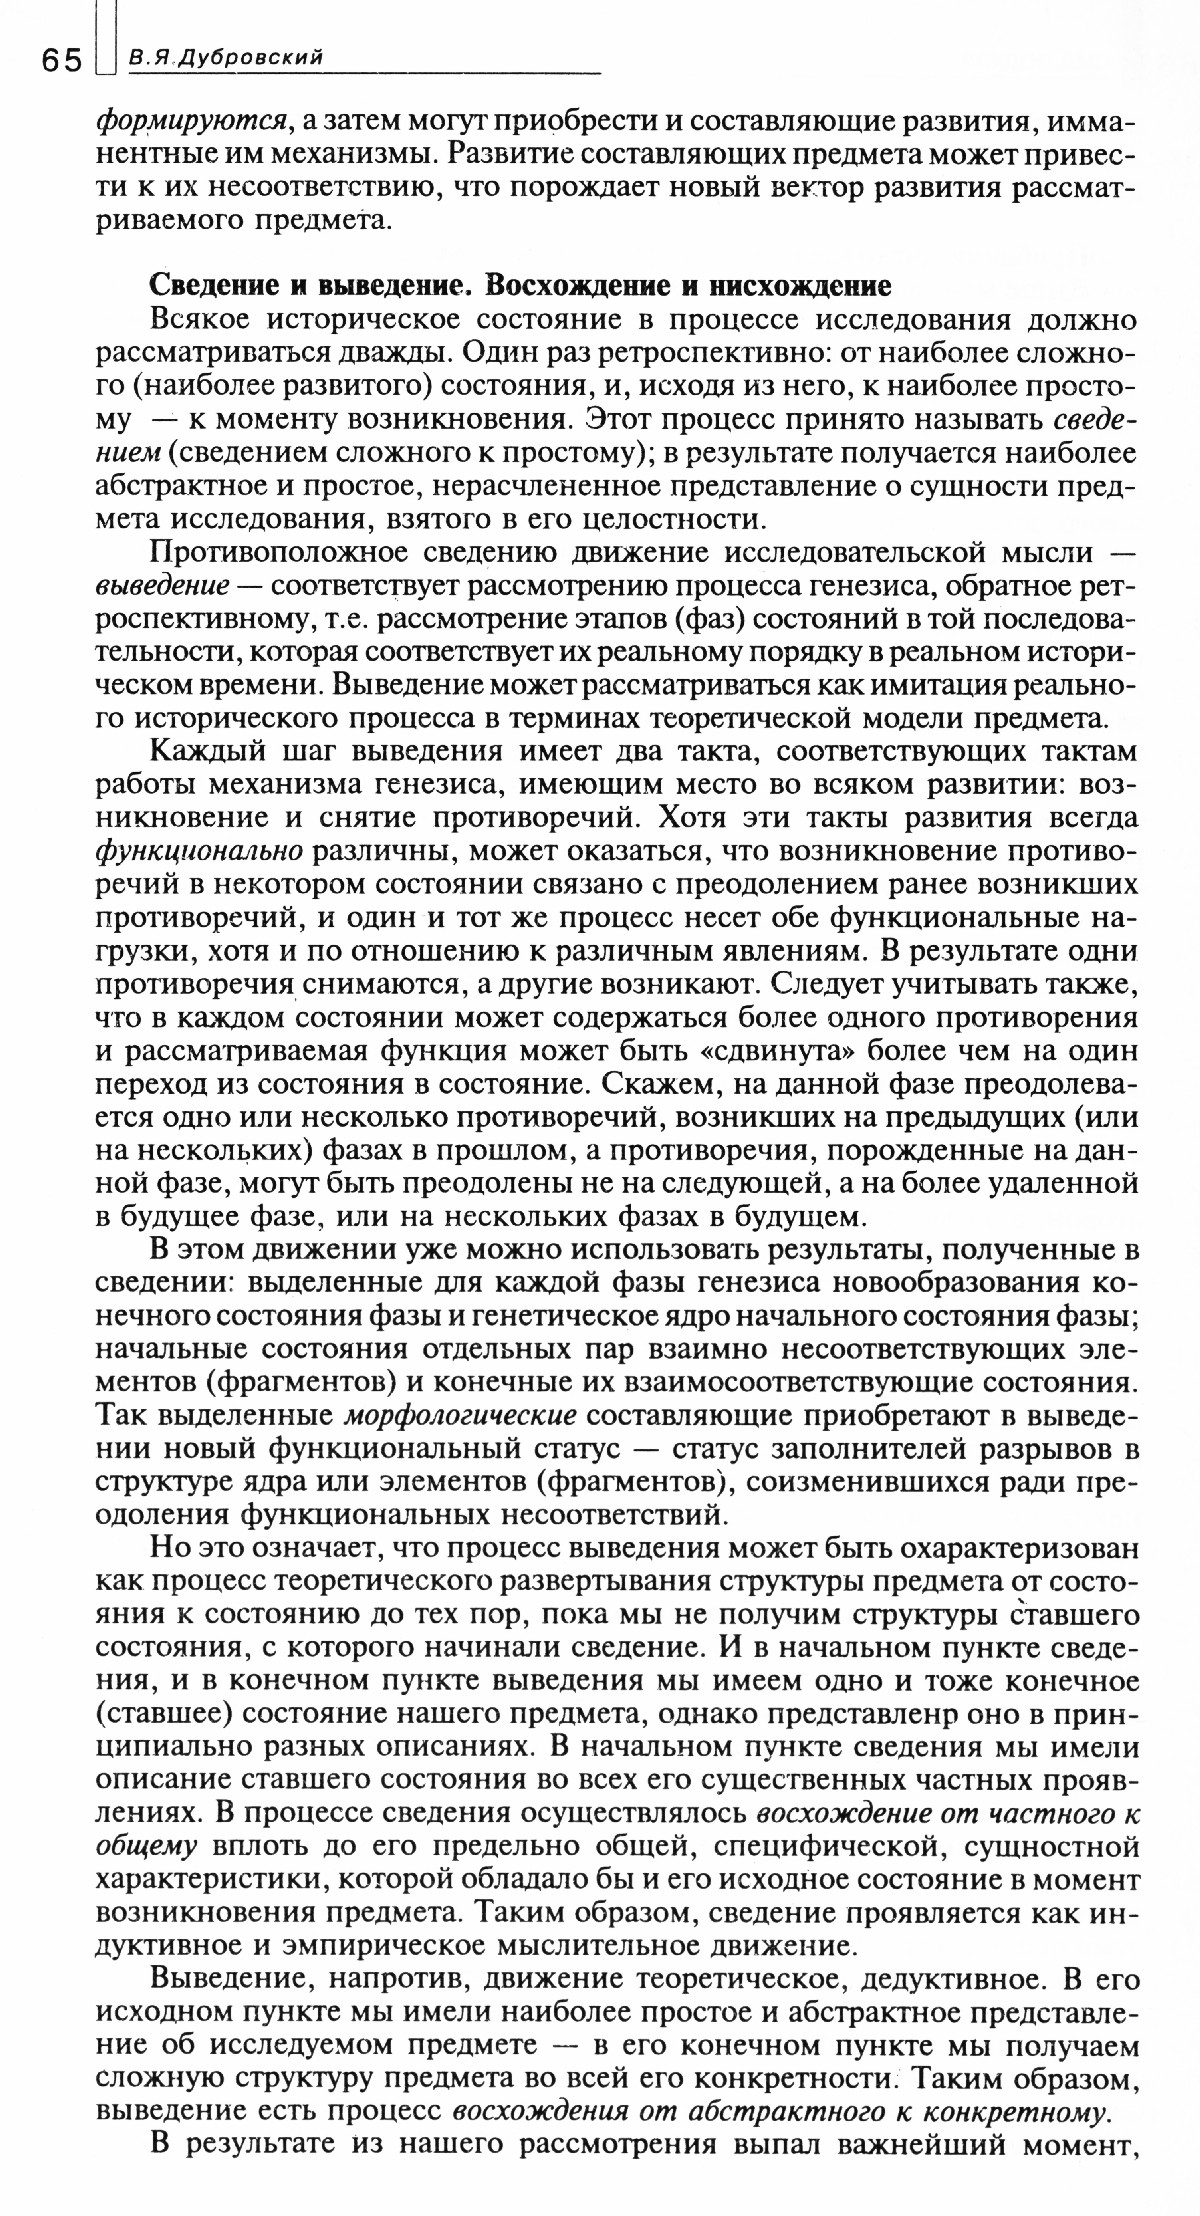 65
В.Я.Дубровский
формируются, а затем могут приобрести и составляющие развития, имма-
нентные им механизмы. Развитие составляющих предмета может привес-
ти к их несоответствию, что порождает новый вектор развития рассмат-
риваемого предмета.
Сведение и выведение. Восхождение и нисхождение
Всякое историческое состояние в процессе исследования должно
рассматриваться дважды. Один раз ретроспективно: от наиболее сложно-
го (наиболее развитого) состояния, и, исходя из него, к наиболее просто-
му — к моменту возникновения. Этот процесс принято называть сведе-
нием (сведением сложного к простому); в результате получается наиболее
абстрактное и простое, нерасчлененное представление о сущности пред-
мета исследования, взятого в его целостности.
Противоположное сведению движение исследовательской мысли —
выведение — соответствует рассмотрению процесса генезиса, обратное рет-
роспективному, т.е. рассмотрение этапов (фаз) состояний в той последова-
тельности, которая соответствует их реальному порядку в реальном истори-
ческом времени. Выведение может рассматриваться как имитация реально-
го исторического процесса в терминах теоретической модели предмета.
Каждый шаг выведения имеет два такта, соответствующих тактам
работы механизма генезиса, имеющим место во всяком развитии: воз-
никновение и снятие противоречий. Хотя эти такты развития всегда
функционально различны, может оказаться, что возникновение противо-
речий в некотором состоянии связано с преодолением ранее возникших
противоречий, и один и тот же процесс несет обе функциональные на-
грузки, хотя и по отношению к различным явлениям. В результате одни
противоречия снимаются, а другие возникают. Следует учитывать также,
что в каждом состоянии может содержаться более одного противорения
и рассматриваемая функция может быть «сдвинута» более чем на один
переход из состояния в состояние. Скажем, на данной фазе преодолева-
ется одно или несколько противоречий, возникших на предыдущих (или
на нескольких) фазах в прошлом, а противоречия, порожденные на дан-
ной фазе, могут быть преодолены не на следующей, а на более удаленной
в будущее фазе, или на нескольких фазах в будущем.
В этом движении уже можно использовать результаты, полученные в
сведении: выделенные для каждой фазы генезиса новообразования ко-
нечного состояния фазы и генетическое ядро начального состояния фазы;
начальные состояния отдельных пар взаимно несоответствующих эле-
ментов (фрагментов) и конечные их взаимосоответствующие состояния.
Так выделенные морфологические составляющие приобретают в выведе-
нии новый функциональный статус — статус заполнителей разрывов в
структуре ядра или элементов (фрагментов), соизменившихся ради пре-
одоления функциональных несоответствий.
Но это означает, что процесс выведения может быть охарактеризован
как процесс теоретического развертывания структуры предмета от состо-
яния к состоянию до тех пор, пока мы не получим структуры ставшего
состояния, с которого начинали сведение. И в начальном пункте сведе-
ния, и в конечном пункте выведения мы имеем одно и тоже конечное
(ставшее) состояние нашего предмета, однако представленр оно в прин-
ципиально разных описаниях. В начальном пункте сведения мы имели
описание ставшего состояния во всех его существенных частных прояв-
лениях. В процессе сведения осуществлялось восхождение от частного к
общему вплоть до его предельно общей, специфической, сущностной
характеристики, которой обладало бы и его исходное состояние в момент
возникновения предмета. Таким образом, сведение проявляется как ин-
дуктивное и эмпирическое мыслительное движение.
Выведение, напротив, движение теоретическое, дедуктивное. В его
исходном пункте мы имели наиболее простое и абстрактное представле-
ние об исследуемом предмете — в его конечном пункте мы получаем
сложную структуру предмета во всей его конкретности. Таким образом,
выведение есть процесс восхождения от абстрактного к конкретному.
В результате из нашего рассмотрения выпал важнейший момент,